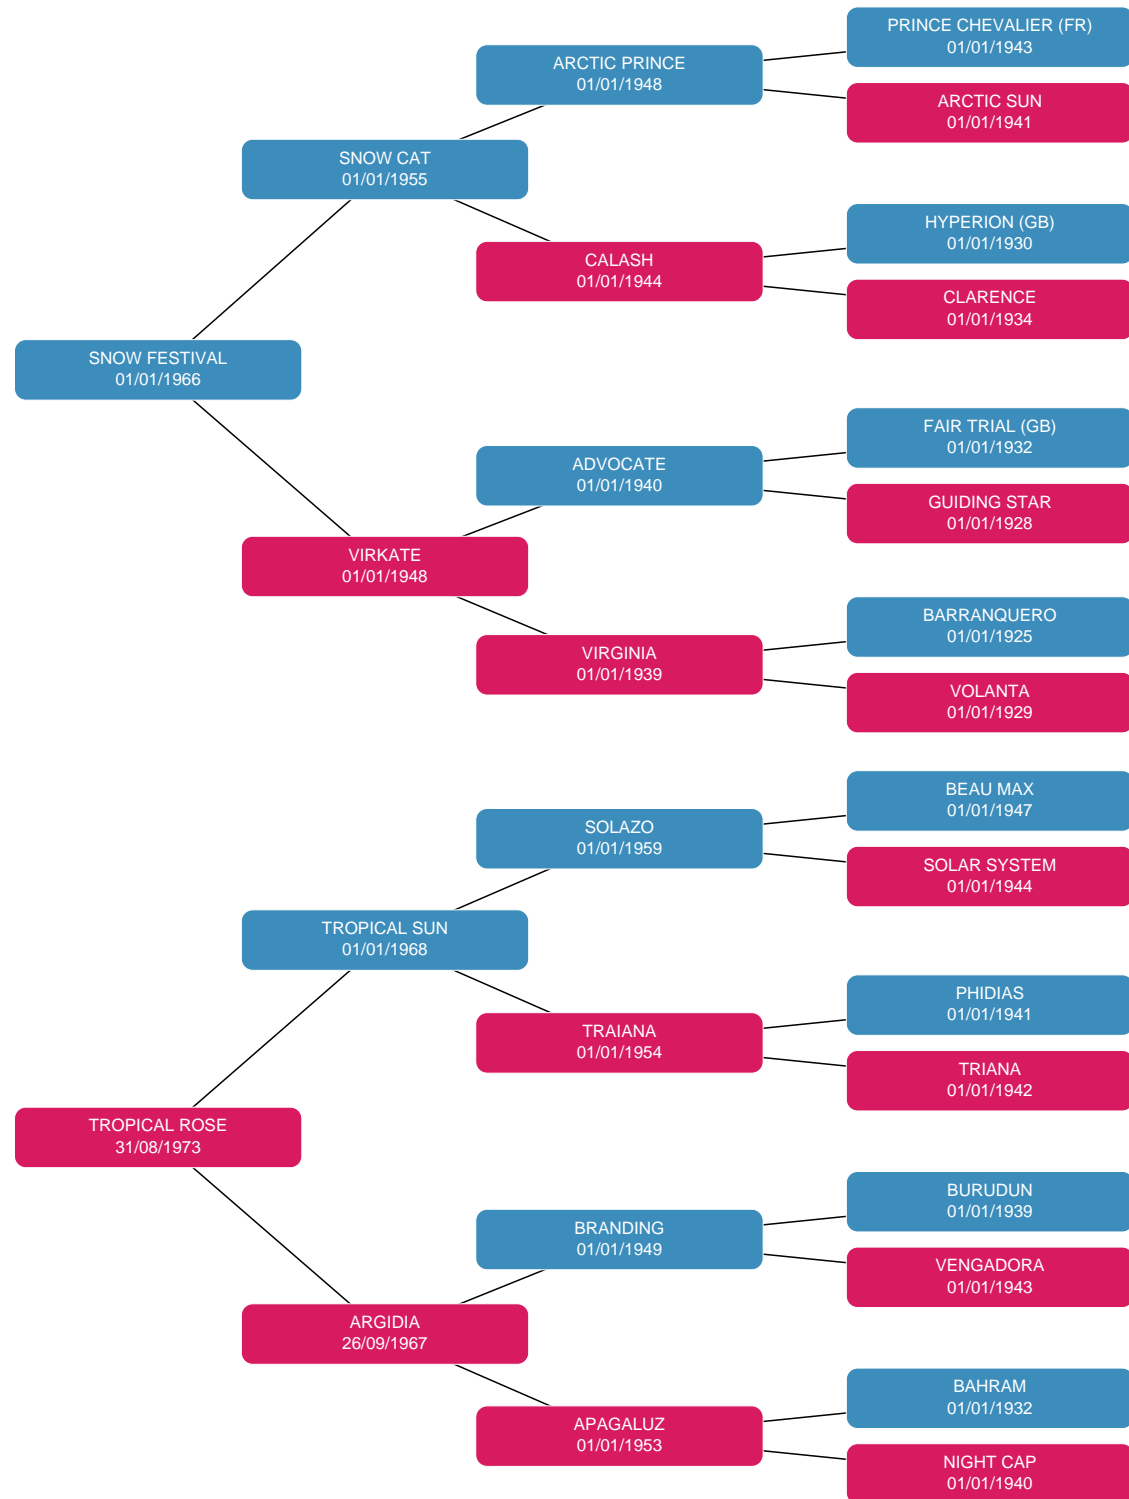 PRINCE CHEVALIER (FR)
01/01/1943
ARCTIC PRINCE
01/01/1948
ARCTIC SUN
01/01/1941
SNOW CAT
01/01/1955
HYPERION (GB)
01/01/1930
CALASH
01/01/1944
CLARENCE
01/01/1934
SNOW FESTIVAL
01/01/1966
FAIR TRIAL (GB)
01/01/1932
ADVOCATE
01/01/1940
GUIDING STAR
01/01/1928
VIRKATE
01/01/1948
BARRANQUERO
01/01/1925
VIRGINIA
01/01/1939
VOLANTA
01/01/1929
BEAU MAX
01/01/1947
SOLAZO
01/01/1959
SOLAR SYSTEM
01/01/1944
TROPICAL SUN
01/01/1968
PHIDIAS
01/01/1941
TRAIANA
01/01/1954
TRIANA
01/01/1942
TROPICAL ROSE
31/08/1973
BURUDUN
01/01/1939
BRANDING
01/01/1949
VENGADORA
01/01/1943
ARGIDIA
26/09/1967
BAHRAM
01/01/1932
APAGALUZ
01/01/1953
NIGHT CAP
01/01/1940